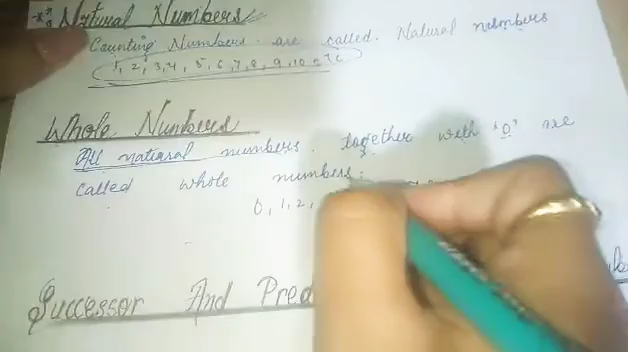 Natural Numbers
Counting Numbers are called Natural numbers
1, 2, 3, 4, 5, 6, 7, 8, 9, 10 etc
Whole Numbers
All natural numbers together with '0' are
called whole numbers:
0, 1, 2,
Successor And Pred